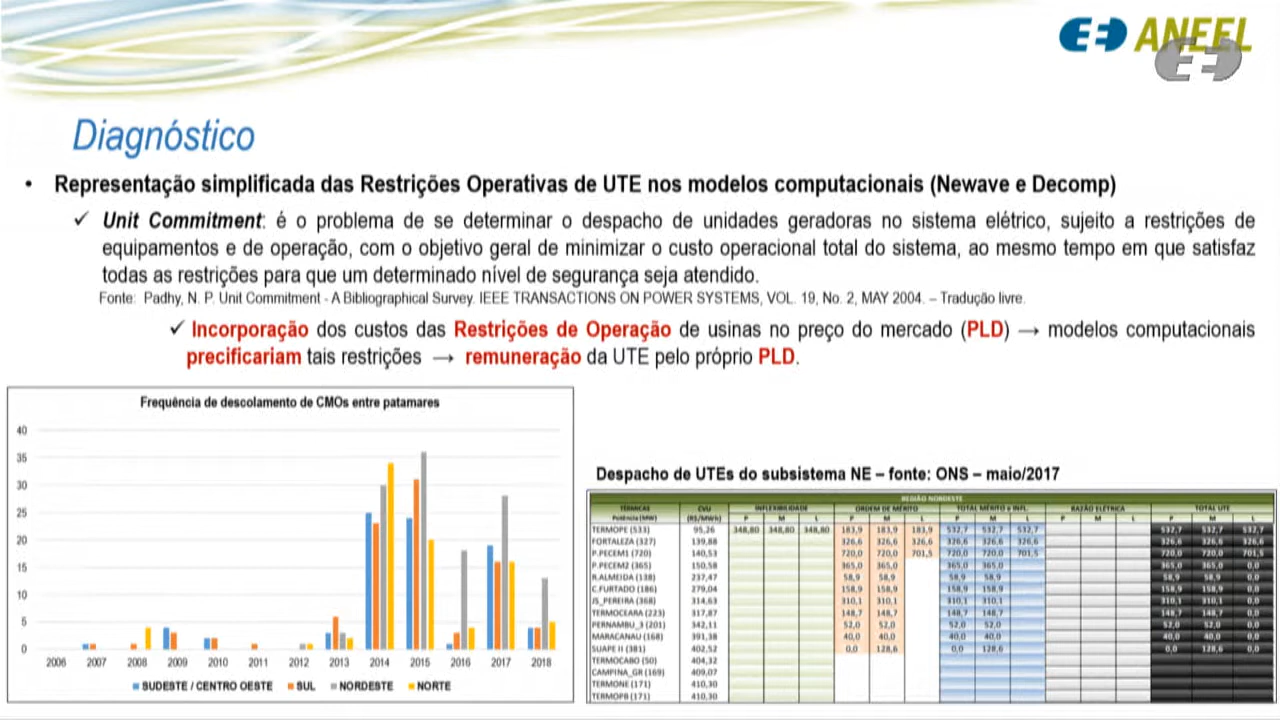 ANEEL
Diagnóstico
• Representação simplificada das Restrições Operativas de UTE nos modelos computacionais (Newave e Decomp)
✓ Unit Commitment: é o problema de se determinar o despacho de unidades geradoras no sistema elétrico, sujeito a restrições de
equipamentos e de operação, com o objetivo geral de minimizar o custo operacional total do sistema, ao mesmo tempo em que satisfaz
todas as restrições para que um determinado nível de segurança seja atendido.
Fonte: Padhy, N. P. Unit Commitment - A Bibliographical Survey. IEEE TRANSACTIONS ON POWER SYSTEMS, VOL. 19, No. 2, MAY 2004. – Tradução livre.
✓ Incorporação dos custos das Restrições de Operação de usinas no preço do mercado (PLD) → modelos computacionais
precificariam tais restrições → remuneração da UTE pelo próprio PLD.
Frequência de descolamento de CMOs entre patamares
40
35
30
25
20
15
10
5
0
2006 2007 2008 2009 2010 2011 2012 2013 2014 2015 2016 2017 2018
SUDESTE / CENTRO OESTE SUL NORDESTE NORTE
Despacho de UTEs do subsistema NE – fonte: ONS – maio/2017
REGIÃO NORDESTE
TÉRMICAS CVU INFLEXIBILIDADE ORDEM DE MÉRITO TOTAL MÉRITO e INFL. RAZÃO ELÉTRICA TOTAL UTE
Potência (MW) (R$/MWh) P M L P M L P M L P M L P M L
TERMOPE (533) 95,26 348,80 348,80 348,80 183,9 183,9 183,9 532,7 532,7 532,7 532,7 532,7 532,7
FORTALEZA (327) 139,88 326,6 326,6 326,6 326,6 326,6 326,6 326,6 326,6 326,6
P.PECEM1 (720) 140,53 720,0 720,0 701,5 720,0 720,0 701,5 720,0 720,0 701,5
P.PECEM2 (365) 150,58 365,0 365,0 365,0 365,0 365,0 365,0 0,0
R.ALMEIDA (138) 237,47 58,9 58,9 58,9 58,9 58,9 58,9 0,0
C.FURTADO (186) 279,04 158,9 158,9 158,9 158,9 158,9 158,9 0,0
JS_PEREIRA (368) 314,63 310,1 310,1 310,1 310,1 310,1 310,1 0,0
TERMOCEARA (223) 317,87 148,7 148,7 148,7 148,7 148,7 148,7 0,0
PERNAMBU_3 (201) 342,11 52,0 52,0 52,0 52,0 52,0 52,0 0,0
MARACANAU (168) 391,38 40,0 40,0 40,0 40,0 40,0 40,0 0,0
SUAPE II (381) 402,52 0,0 128,6 0,0 128,6 0,0 128,6 0,0
TERMOCABO (50) 404,32
CAMPINA_GR (169) 409,07
TERMONE (171) 410,30
TERMOPB (171) 410,30